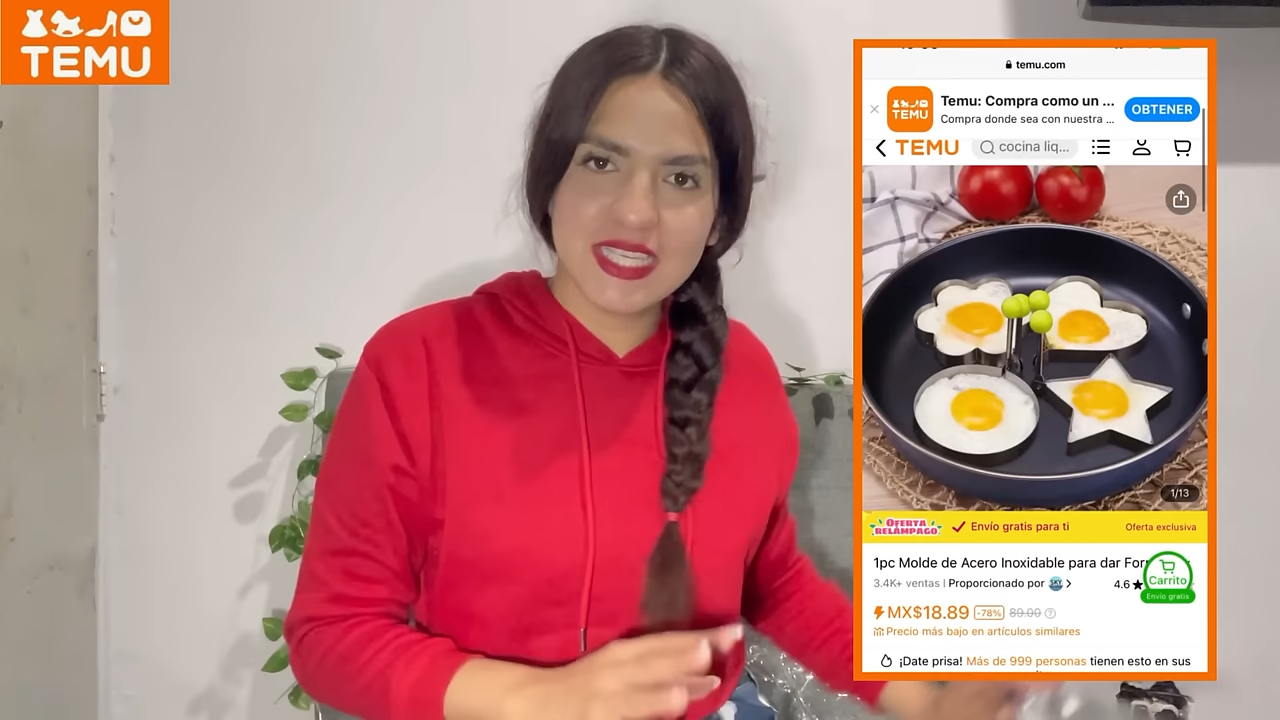 TEMU
temu.com
TEMU
Temu: Compra como un ...
Compra donde sea con nuestra ...
OBTENER
TEMU
cocina liq...
1/13
OFERTA
RELÁMPAGO
Envío gratis para ti
Oferta exclusiva
1pc Molde de Acero Inoxidable para dar For
3.4K+ ventas | Proporcionado por SKY
4.6
Carrito
Envío gratis
MX$18.89 -78% 89.00
Precio más bajo en artículos similares
¡Date prisa! Más de 999 personas tienen esto en sus